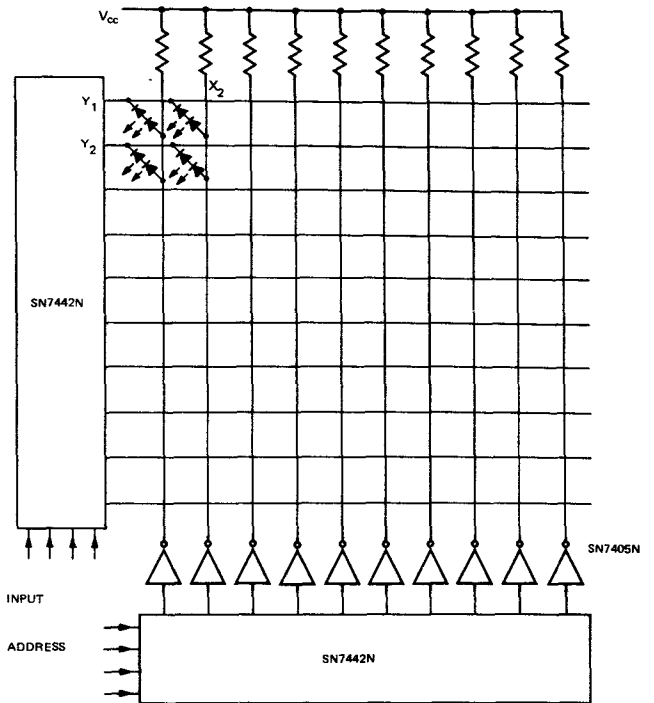 Vcc
X2
Y1
Y2
SN7442N
SN7405N
INPUT
ADDRESS
SN7442N